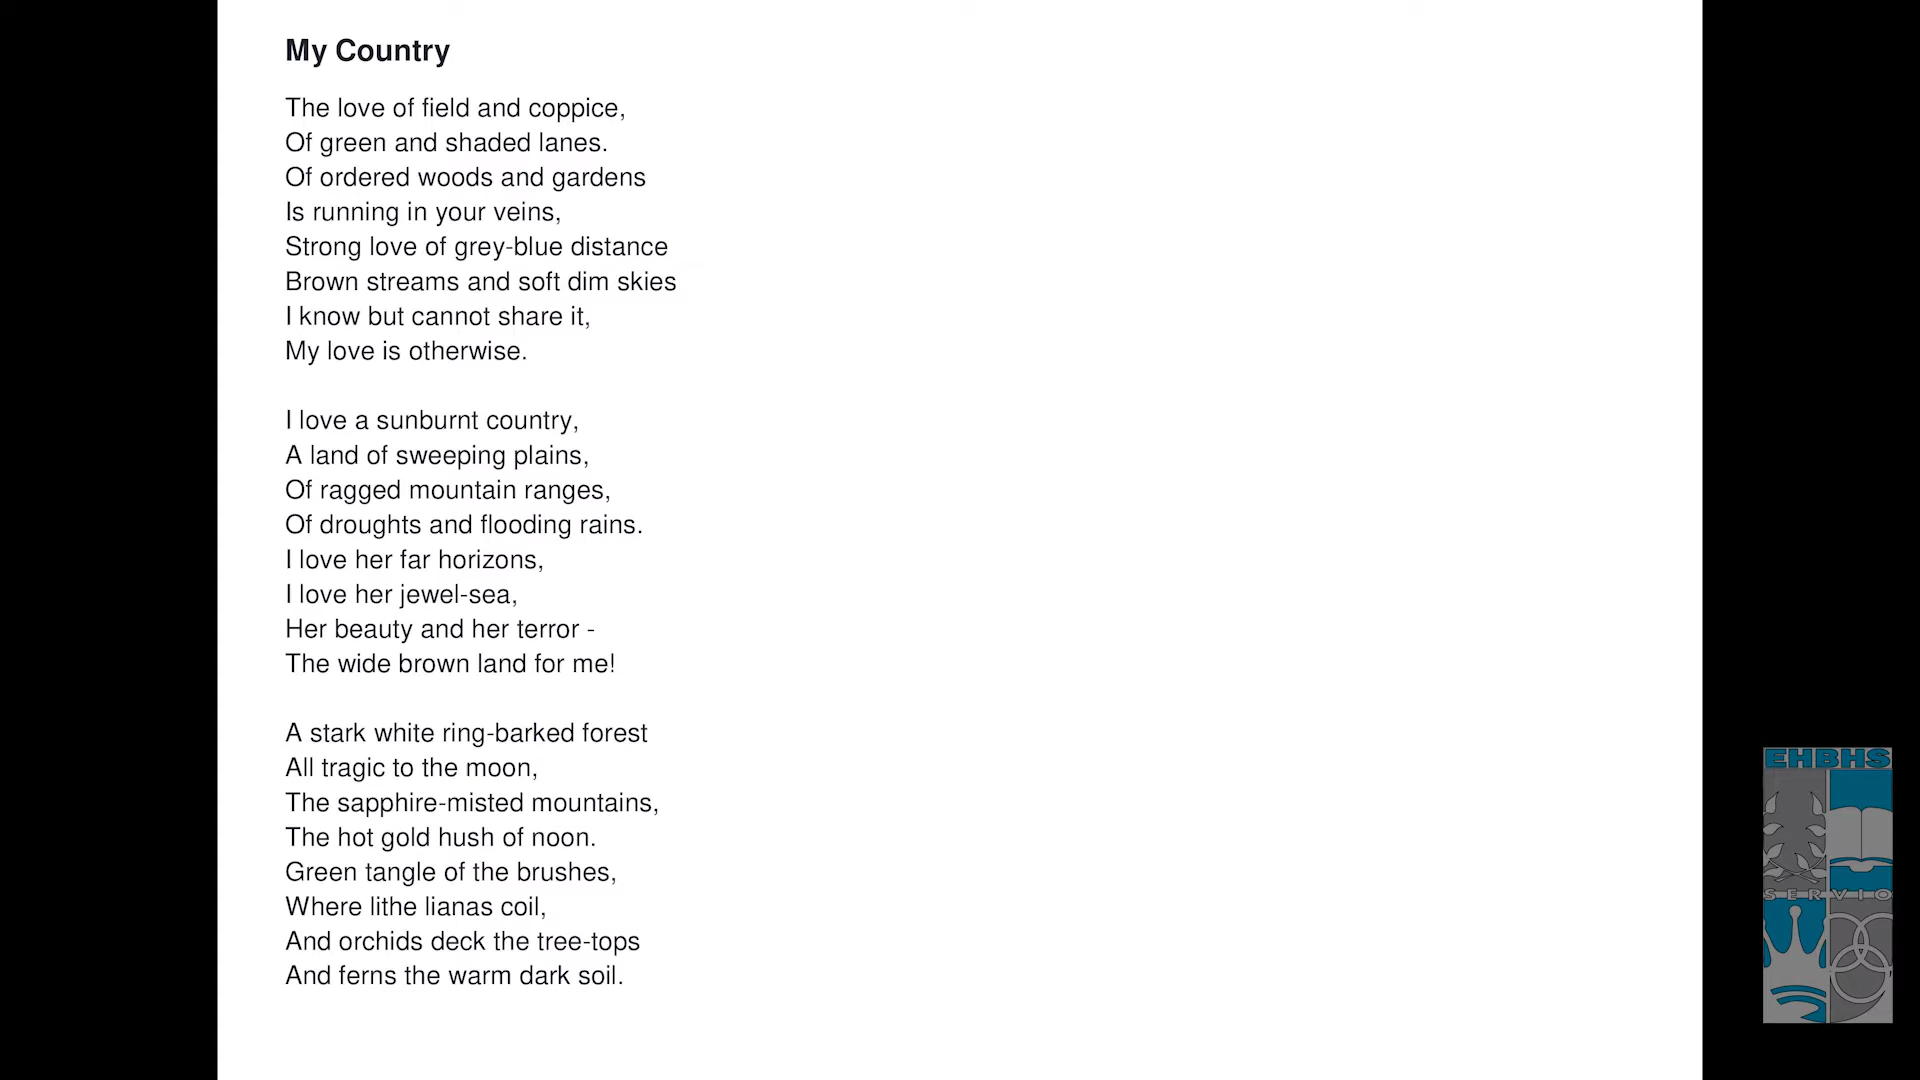 My Country
The love of field and coppice,
Of green and shaded lanes.
Of ordered woods and gardens
Is running in your veins,
Strong love of grey-blue distance
Brown streams and soft dim skies
I know but cannot share it,
My love is otherwise.
I love a sunburnt country,
A land of sweeping plains,
Of ragged mountain ranges,
Of droughts and flooding rains.
I love her far horizons,
I love her jewel-sea,
Her beauty and her terror -
The wide brown land for me!
A stark white ring-barked forest
All tragic to the moon,
The sapphire-misted mountains,
The hot gold hush of noon.
Green tangle of the brushes,
Where lithe lianas coil,
And orchids deck the tree-tops
And ferns the warm dark soil.
EHBHS
SERVIO